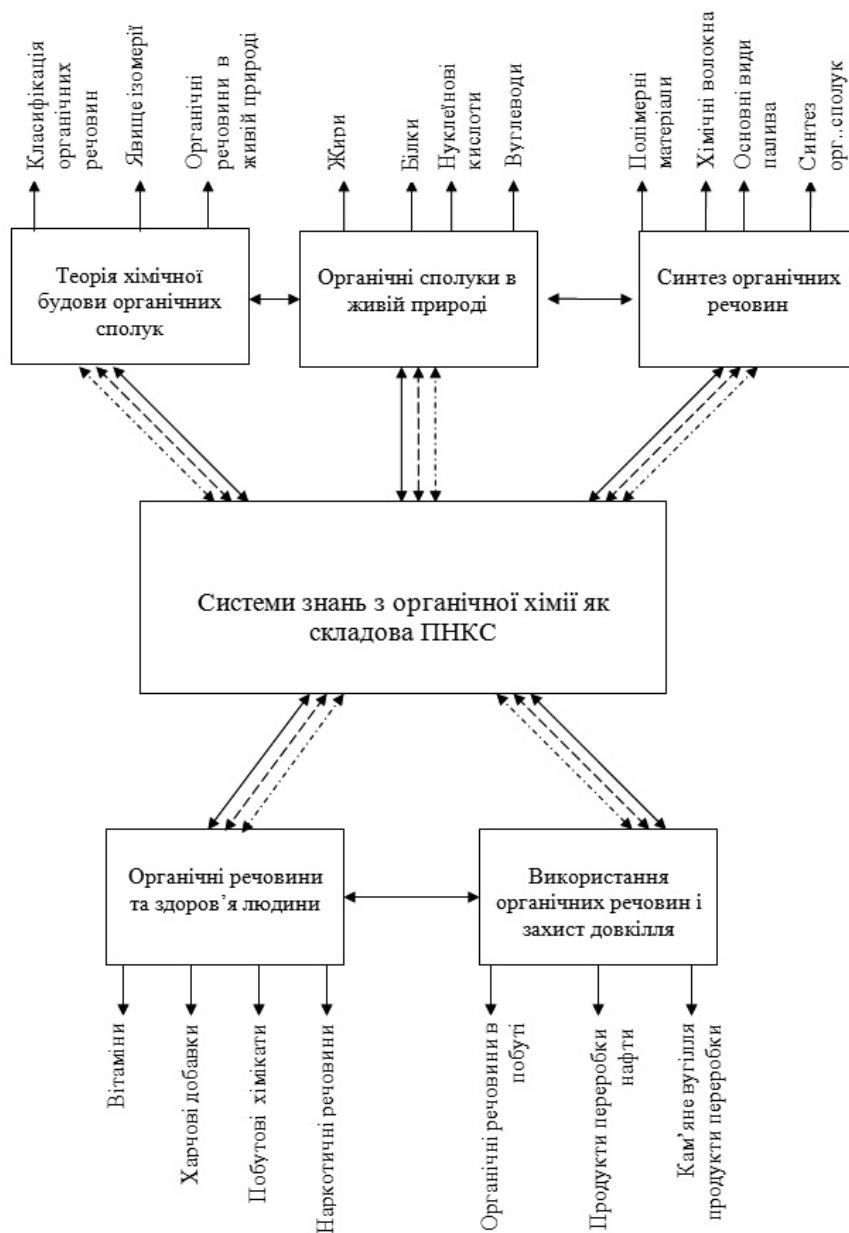 Класифікація
органічних
речовин
Явище ізомерії
Органічні
речовини в
живій природі
Жири
Білки
Нуклеїнові
кислоти
Вуглеводи
Полімерні
матеріали
Хімічні волокна
Основні види
палива
Синтез
орг..сполук
Теорія хімічної
будови органічних
сполук
Органічні сполуки в
живій природі
Синтез органічних
речовин
Системи знань з органічної хімії як
складова ПНКС
Органічні речовини
та здоров’я людини
Використання
органічних речовин і
захист довкілля
Вітаміни
Харчові добавки
Побутові хімікати
Наркотичні речовини
Органічні речовини в
побуті
Продукти переробки
нафти
Кам’яне вугілля
продукти переробки